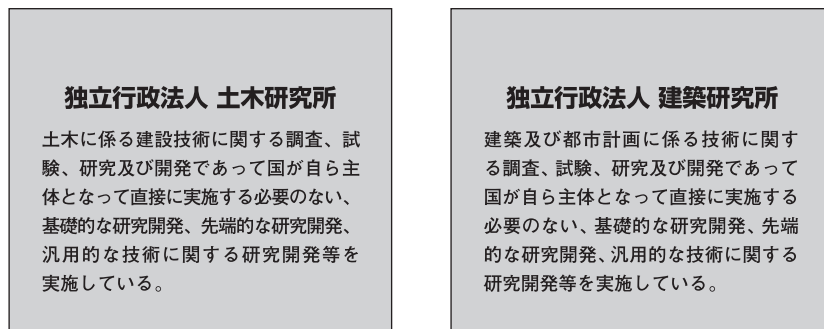 独立行政法人 土木研究所
土木に係る建設技術に関する調査、試
験、研究及び開発であって国が自ら主
体となって直接に実施する必要のない、
基礎的な研究開発、先端的な研究開発、
汎用的な技術に関する研究開発等を
実施している。
独立行政法人 建築研究所
建築及び都市計画に係る技術に関す
る調査、試験、研究及び開発であって
国が自ら主体となって直接に実施する
必要のない、基礎的な研究開発、先端
的な研究開発、汎用的な技術に関する
研究開発等を実施している。